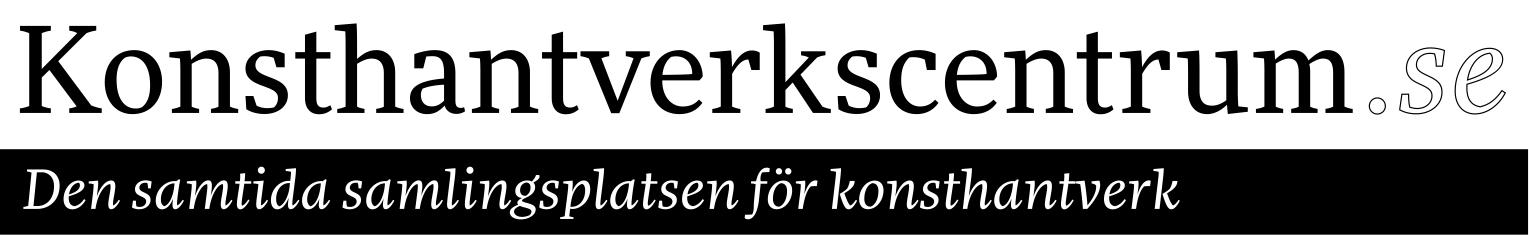 Konsthantverkscentrum.se
Den samtida samlingsplatsen för konsthantverk